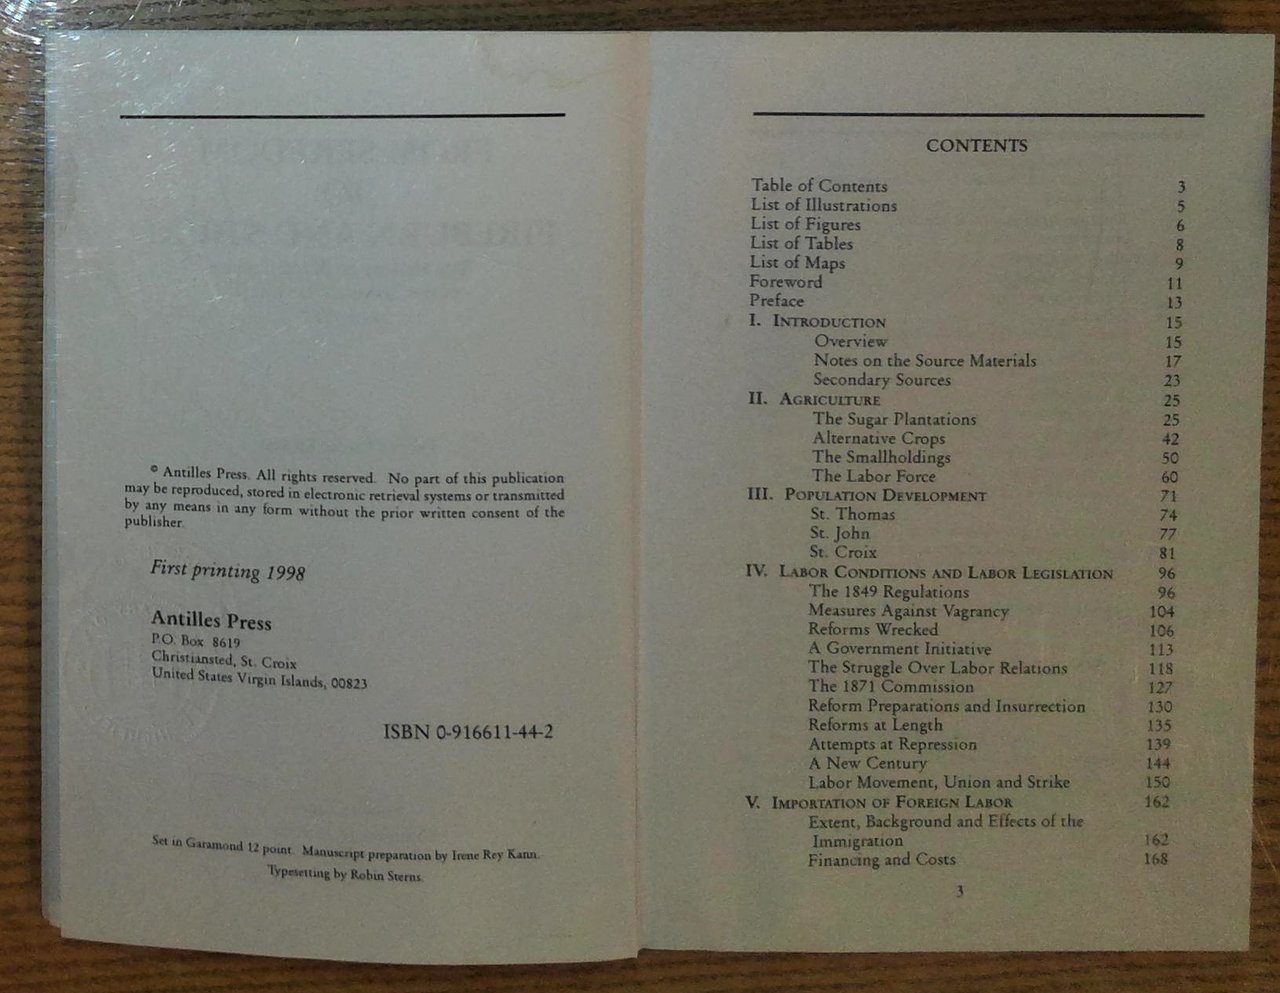 © Antilles Press. All rights reserved. No part of this publication
may be reproduced, stored in electronic retrieval systems or transmitted
by any means in any form without the prior written consent of the
publisher.
First printing 1998
Antilles Press
P.O. Box 8619
Christiansted, St. Croix
United States Virgin Islands, 00823
ISBN 0-916611-44-2
Set in Garamond 12 point. Manuscript preparation by Irene Rey Kann.
Typesetting by Robin Sterns.
CONTENTS
Table of Contents 3
List of Illustrations 5
List of Figures 6
List of Tables 8
List of Maps 9
Foreword 11
Preface 13
I. INTRODUCTION 15
Overview 15
Notes on the Source Materials 17
Secondary Sources 23
II. AGRICULTURE 25
The Sugar Plantations 25
Alternative Crops 42
The Smallholdings 50
The Labor Force 60
III. POPULATION DEVELOPMENT 71
St. Thomas 74
St. John 77
St. Croix 81
IV. LABOR CONDITIONS AND LABOR LEGISLATION 96
The 1849 Regulations 96
Measures Against Vagrancy 104
Reforms Wrecked 106
A Government Initiative 113
The Struggle Over Labor Relations 118
The 1871 Commission 127
Reform Preparations and Insurrection 130
Reforms at Length 135
Attempts at Repression 139
A New Century 144
Labor Movement, Union and Strike 150
V. IMPORTATION OF FOREIGN LABOR 162
Extent, Background and Effects of the
Immigration 162
Financing and Costs 168
3